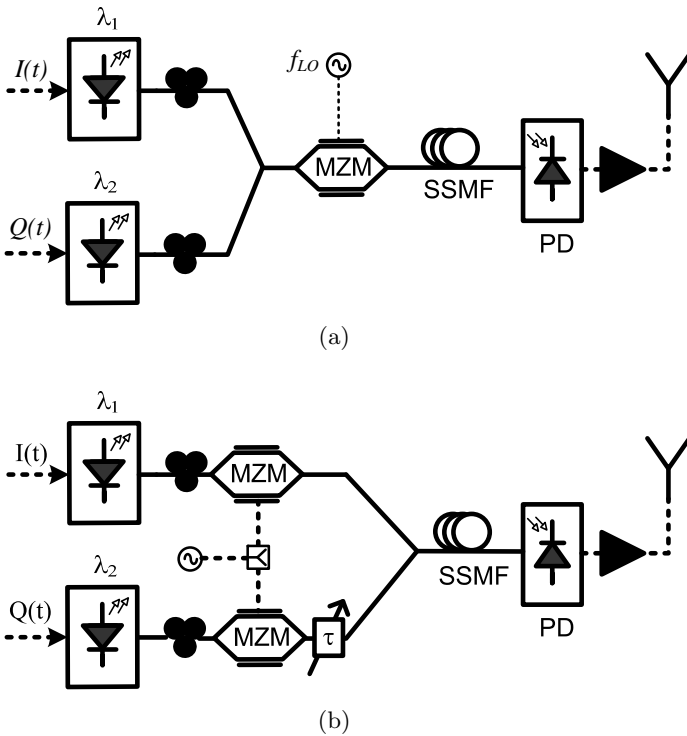 λ1
I(t)
fLO
MZM
SSMF
PD
λ2
Q(t)
(a)
λ1
I(t)
MZM
SSMF
PD
λ2
Q(t)
MZM
τ
(b)